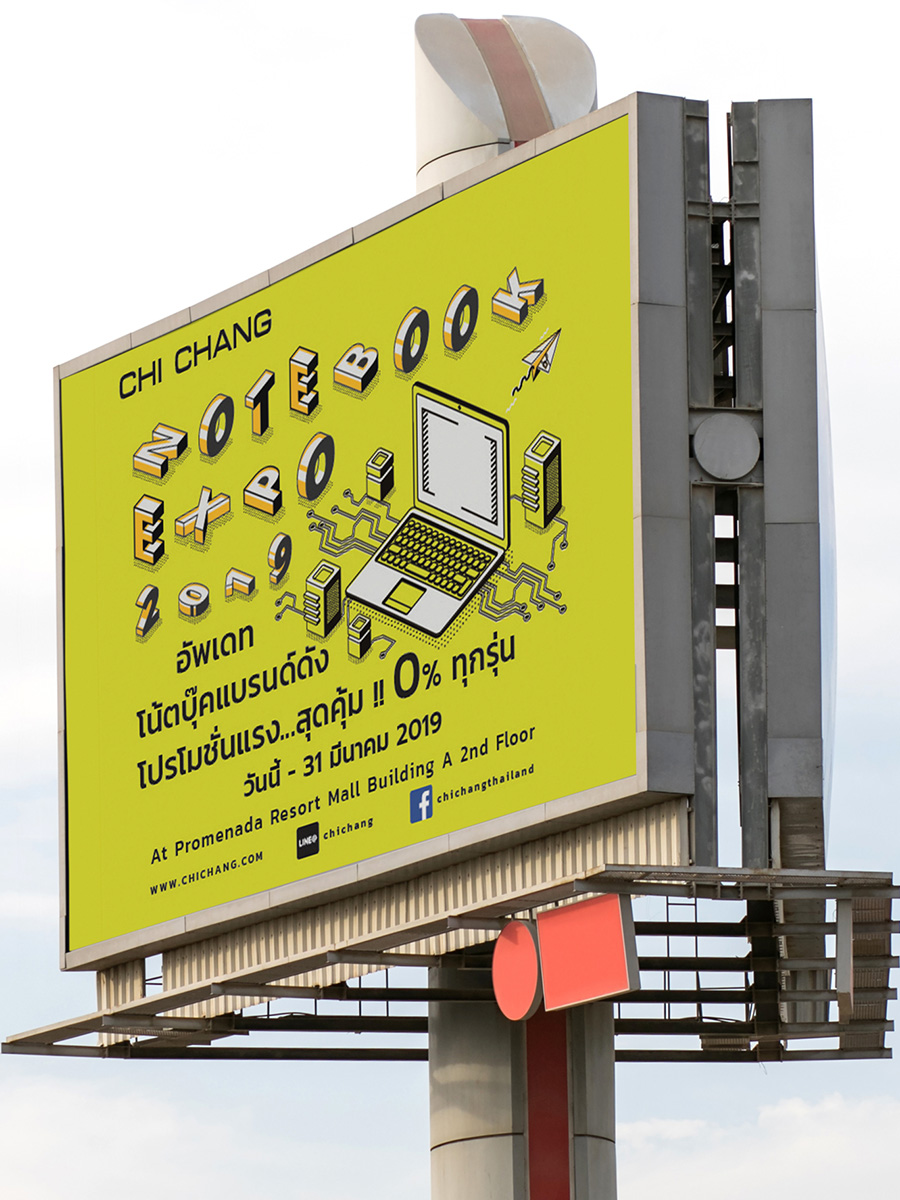 CHI CHANG
NOTEBOOK
EXPO
2019
อัพเดท
โน้ตบุ๊คแบรนด์ดัง
โปรโมชั่นแรง...สุดคุ้ม !! 0% ทุกรุ่น
วันนี้ - 31 มีนาคม 2019
At Promenada Resort Mall Building A 2nd Floor
WWW.CHICHANG.COM LINE@ chichang f chichangthailand